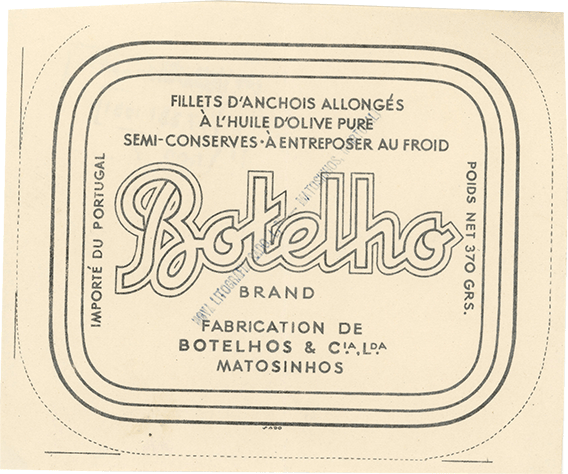 FILLETS D'ANCHOIS ALLONGÉS
À L'HUILE D'OLIVE PURE
SEMI-CONSERVES · À ENTREPOSER AU FROID
IMPORTÉ DU PORTUGAL
Botelho
POIDS NET 370 GRS.
BRAND
FABRICATION DE
BOTELHOS & CIA, LDA
MATOSINHOS